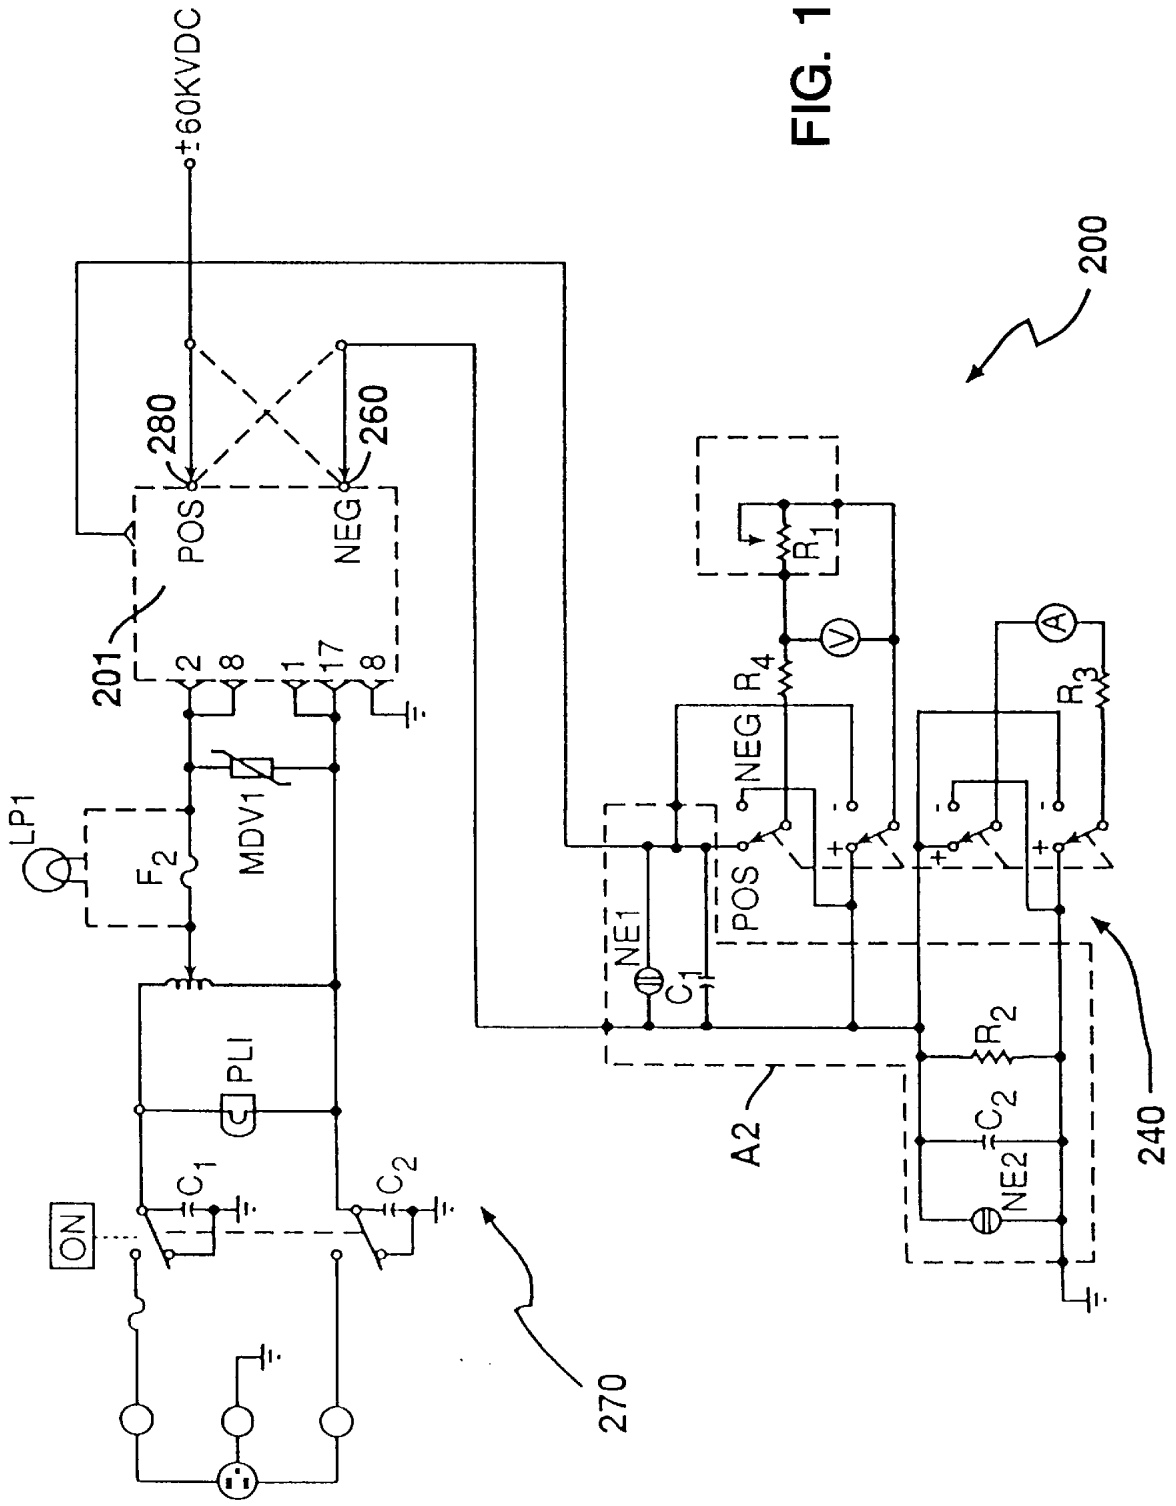 ±60KVDC
LP1
F2
MDV1
201
280
260
POS
NEG
2
8
1
17
8
ON
C1
C2
PLI
270
NE1
C1
POS
NEG
R4
R1
V
+
-
+
-
+
-
A
R3
A2
R2
C2
NE2
240
200
FIG. 1